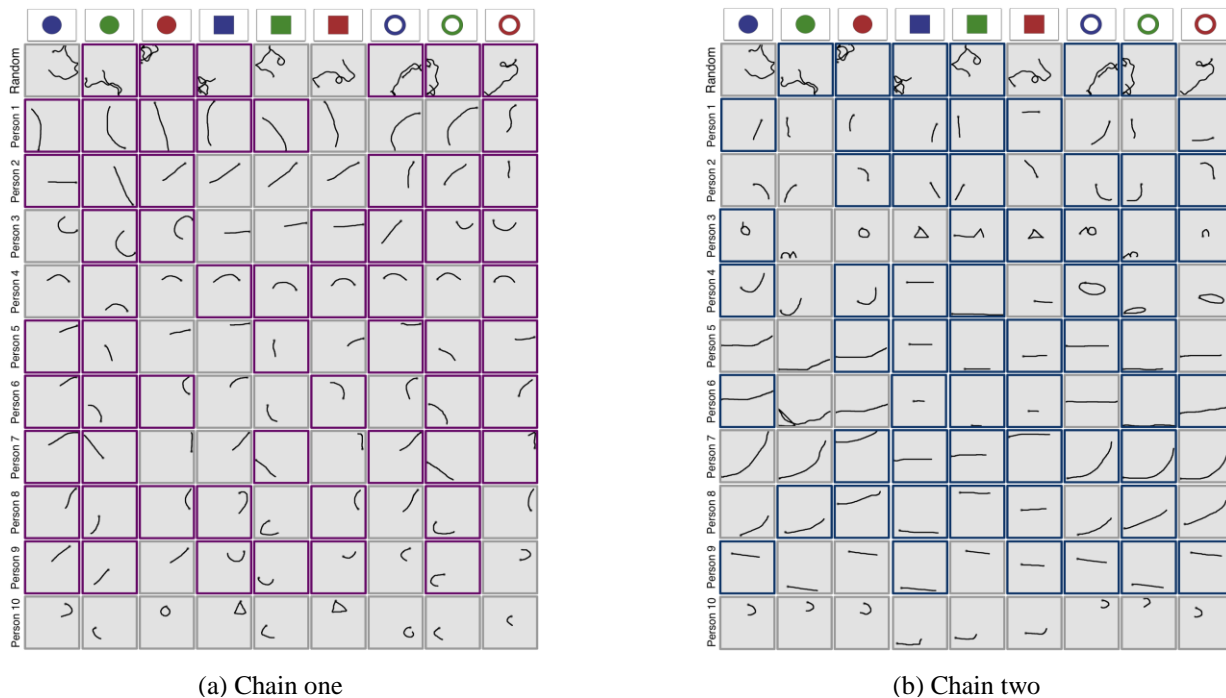 Random
Person 1
Person 2
Person 3
Person 4
Person 5
Person 6
Person 7
Person 8
Person 9
Person 10
(a) Chain one
Random
Person 1
Person 2
Person 3
Person 4
Person 5
Person 6
Person 7
Person 8
Person 9
Person 10
(b) Chain two